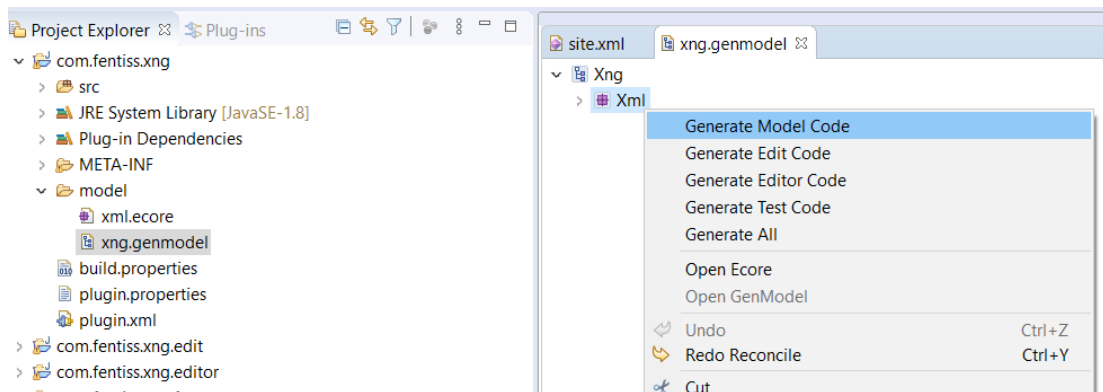 Project Explorer Plug-ins
com.fentiss.xng
src
JRE System Library [JavaSE-1.8]
Plug-in Dependencies
META-INF
model
xml.ecore
xng.genmodel
build.properties
plugin.properties
plugin.xml
com.fentiss.xng.edit
com.fentiss.xng.editor
site.xml xng.genmodel
Xng
Xml
Generate Model Code
Generate Edit Code
Generate Editor Code
Generate Test Code
Generate All
Open Ecore
Open GenModel
Undo Ctrl+Z
Redo Reconcile Ctrl+Y
Cut